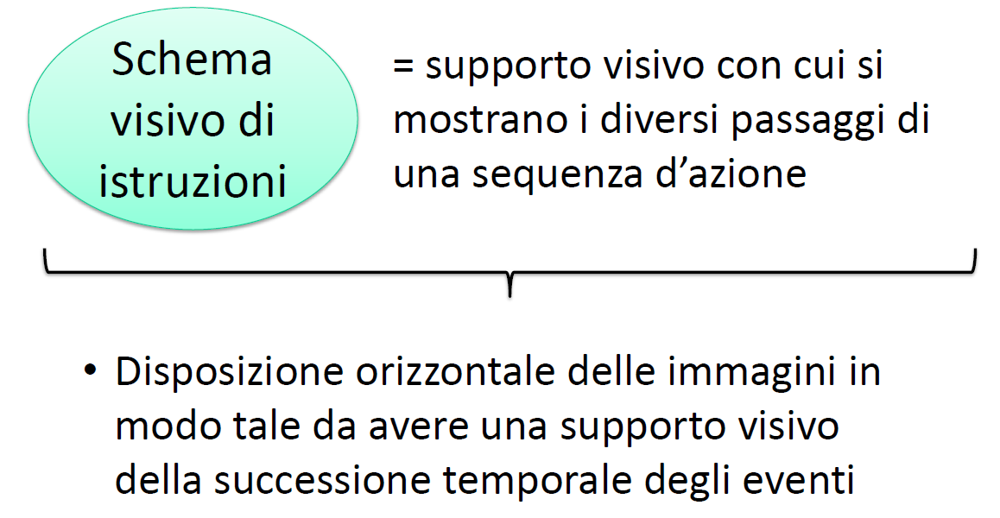 Schema
visivo di
istruzioni
= supporto visivo con cui si
mostrano i diversi passaggi di
una sequenza d’azione
• Disposizione orizzontale delle immagini in
modo tale da avere una supporto visivo
della successione temporale degli eventi